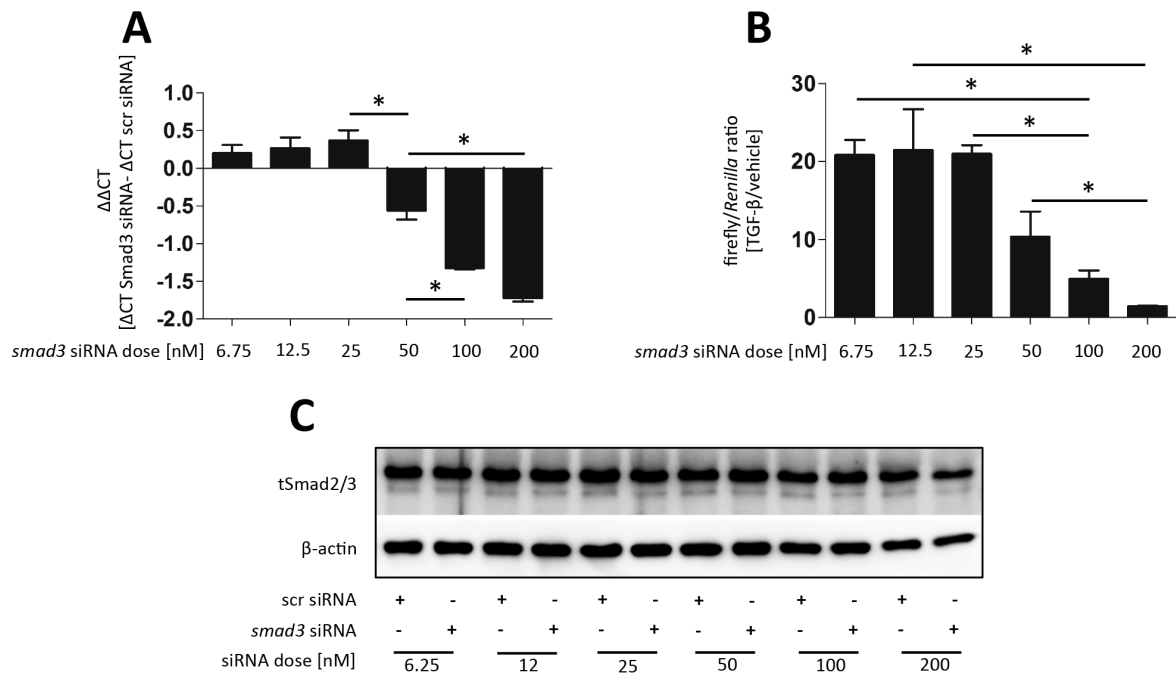 A
B
ΔΔCT
[ΔCT Smad3 siRNA- ΔCT scr siRNA]
1.0
0.5
0.0
-0.5
-1.0
-1.5
-2.0
*
*
*
smad3 siRNA dose [nM] 6.75 12.5 25 50 100 200
firefly/Renilla ratio
[TGF-β/vehicle]
30
20
10
0
*
*
*
*
smad3 siRNA dose [nM] 6.75 12.5 25 50 100 200
C
tSmad2/3
β-actin
scr siRNA + - + - + - + - + - + -
smad3 siRNA - + - + - + - + - + - +
siRNA dose [nM] 6.25 12 25 50 100 200